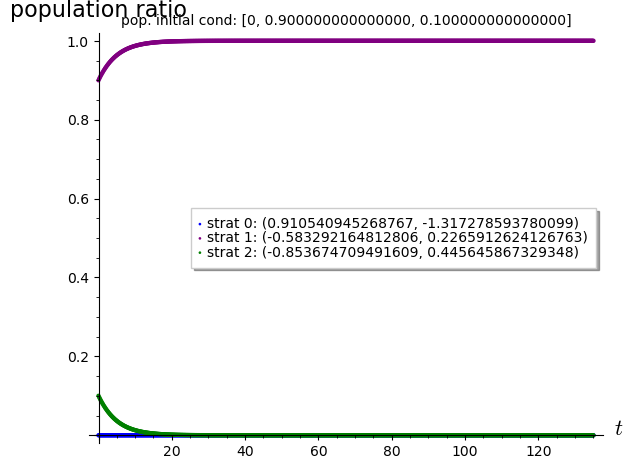 population ratio
pop. initial cond: [0, 0.900000000000000, 0.100000000000000]
1.0
0.8
0.6
strat 0: (0.910540945268767, -1.317278593780099)
strat 1: (-0.583292164812806, 0.2265912624126763)
strat 2: (-0.853674709491609, 0.445645867329348)
0.4
0.2
t
20 40 60 80 100 120